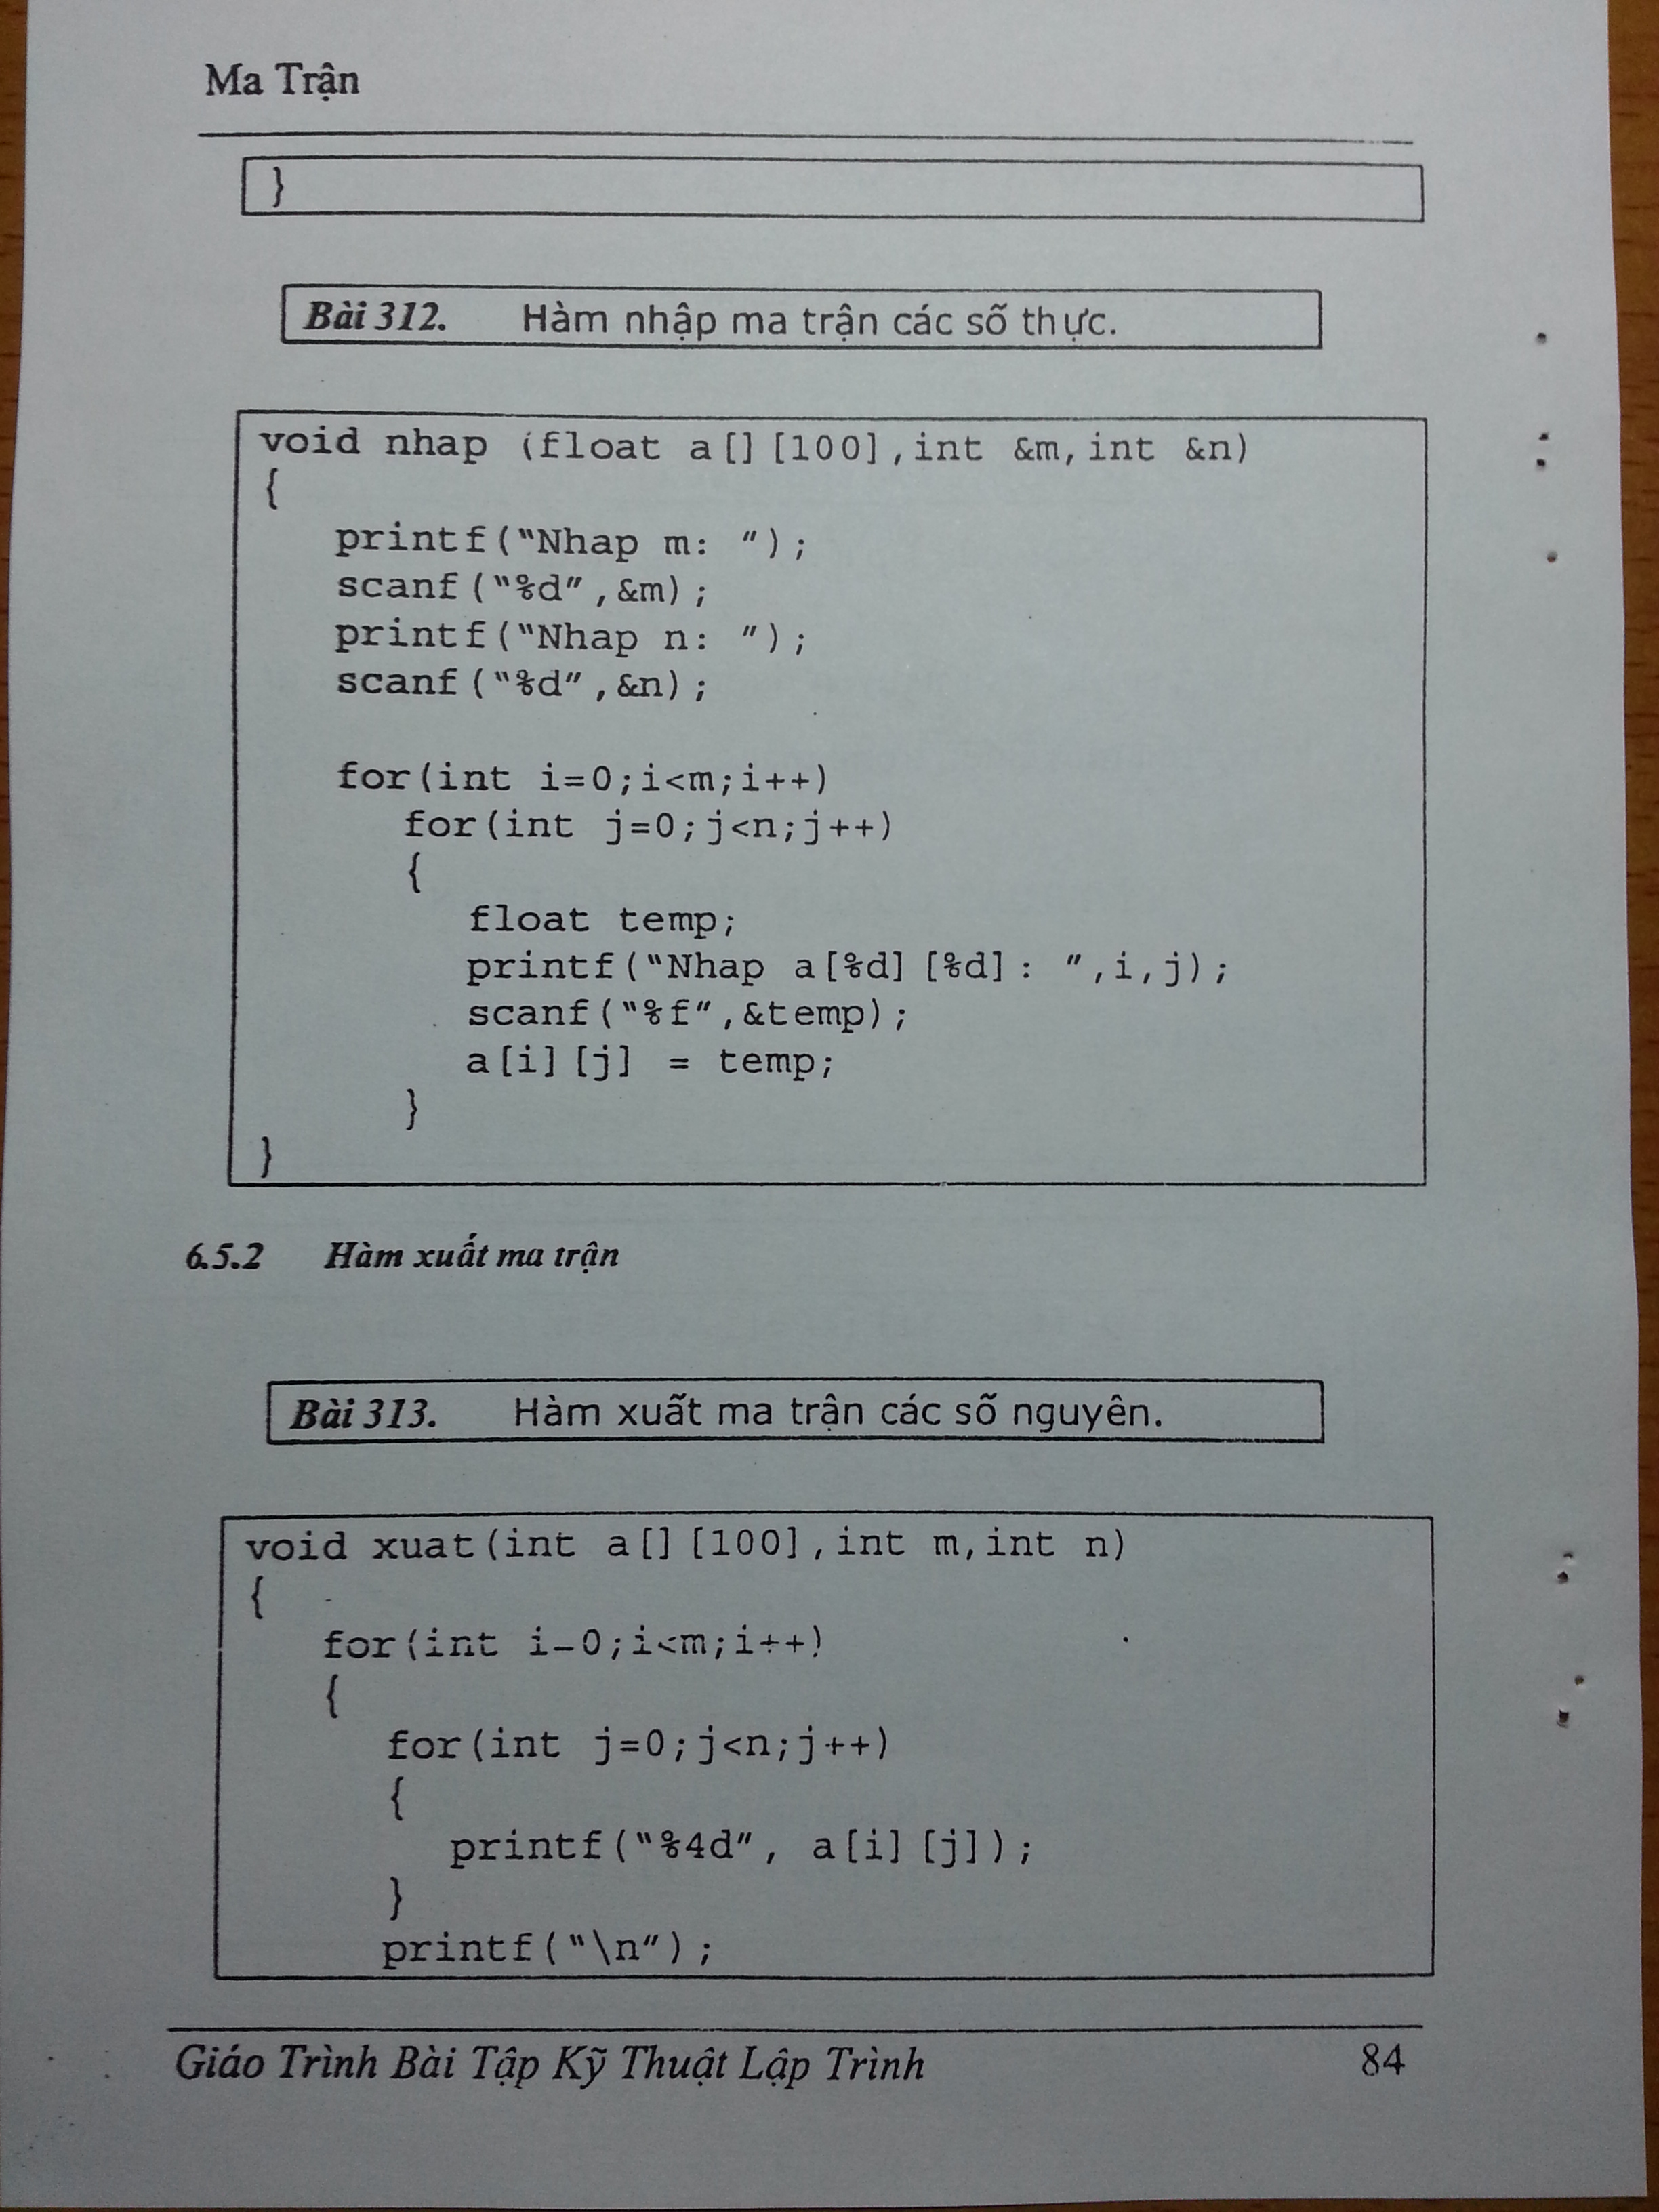 Ma Trận
}
Bài 312. Hàm nhập ma trận các số thực.
void nhap (float a[][100],int &m,int &n)
{
printf("Nhap m: ");
scanf("%d",&m);
printf("Nhap n: ");
scanf("%d",&n);
for(int i=0;i<m;i++)
for(int j=0;j<n;j++)
{
float temp;
printf("Nhap a[%d][%d]: ",i,j);
scanf("%f",&temp);
a[i][j] = temp;
}
}
6.5.2 Hàm xuất ma trận
Bài 313. Hàm xuất ma trận các số nguyên.
void xuat(int a[][100],int m,int n)
{
for(int i=0;i<m;i++)
{
for(int j=0;j<n;j++)
{
printf("%4d", a[i][j]);
}
printf("\n");
Giáo Trình Bài Tập Kỹ Thuật Lập Trình 84